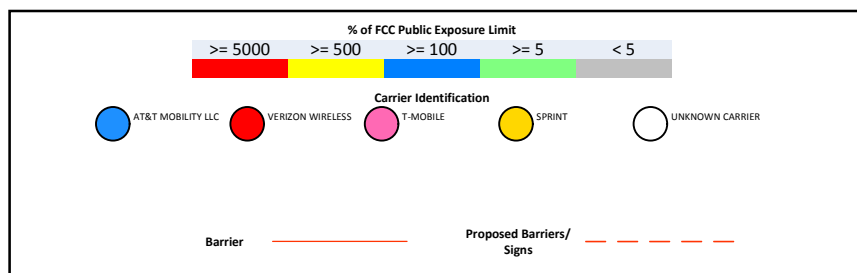 % of FCC Public Exposure Limit
>= 5000 >= 500 >= 100 >= 5 < 5
Carrier Identification
AT&T MOBILITY LLC VERIZON WIRELESS T-MOBILE SPRINT UNKNOWN CARRIER
Barrier Proposed Barriers/
Signs